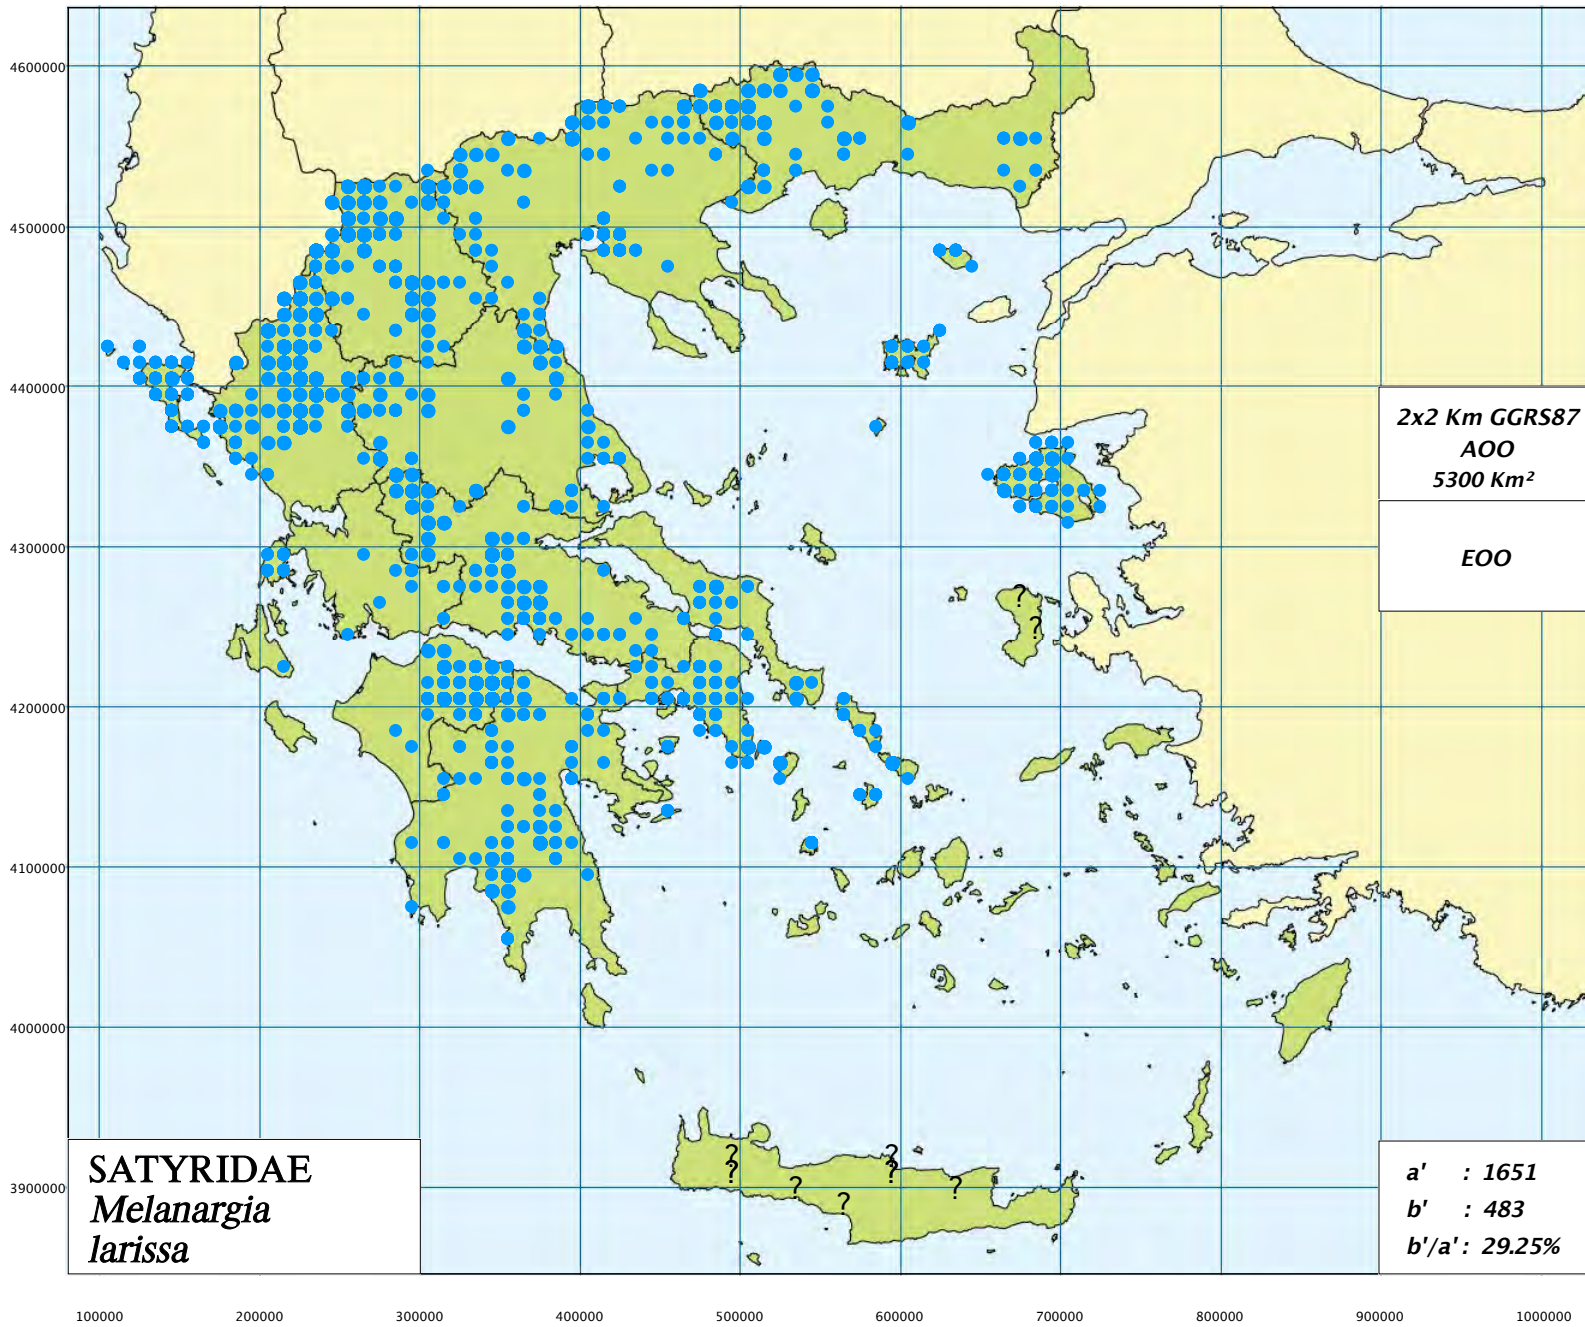 4600000
4500000
4400000
4300000
4200000
4100000
4000000
3900000
2x2 Km GGRS87
AOO
5300 Km²
EOO
?
?
?
?
?
?
?
?
?
SATYRIDAE
Melanargia
larissa
a' : 1651
b' : 483
b'/a' : 29.25%
100000 200000 300000 400000 500000 600000 700000 800000 900000 1000000